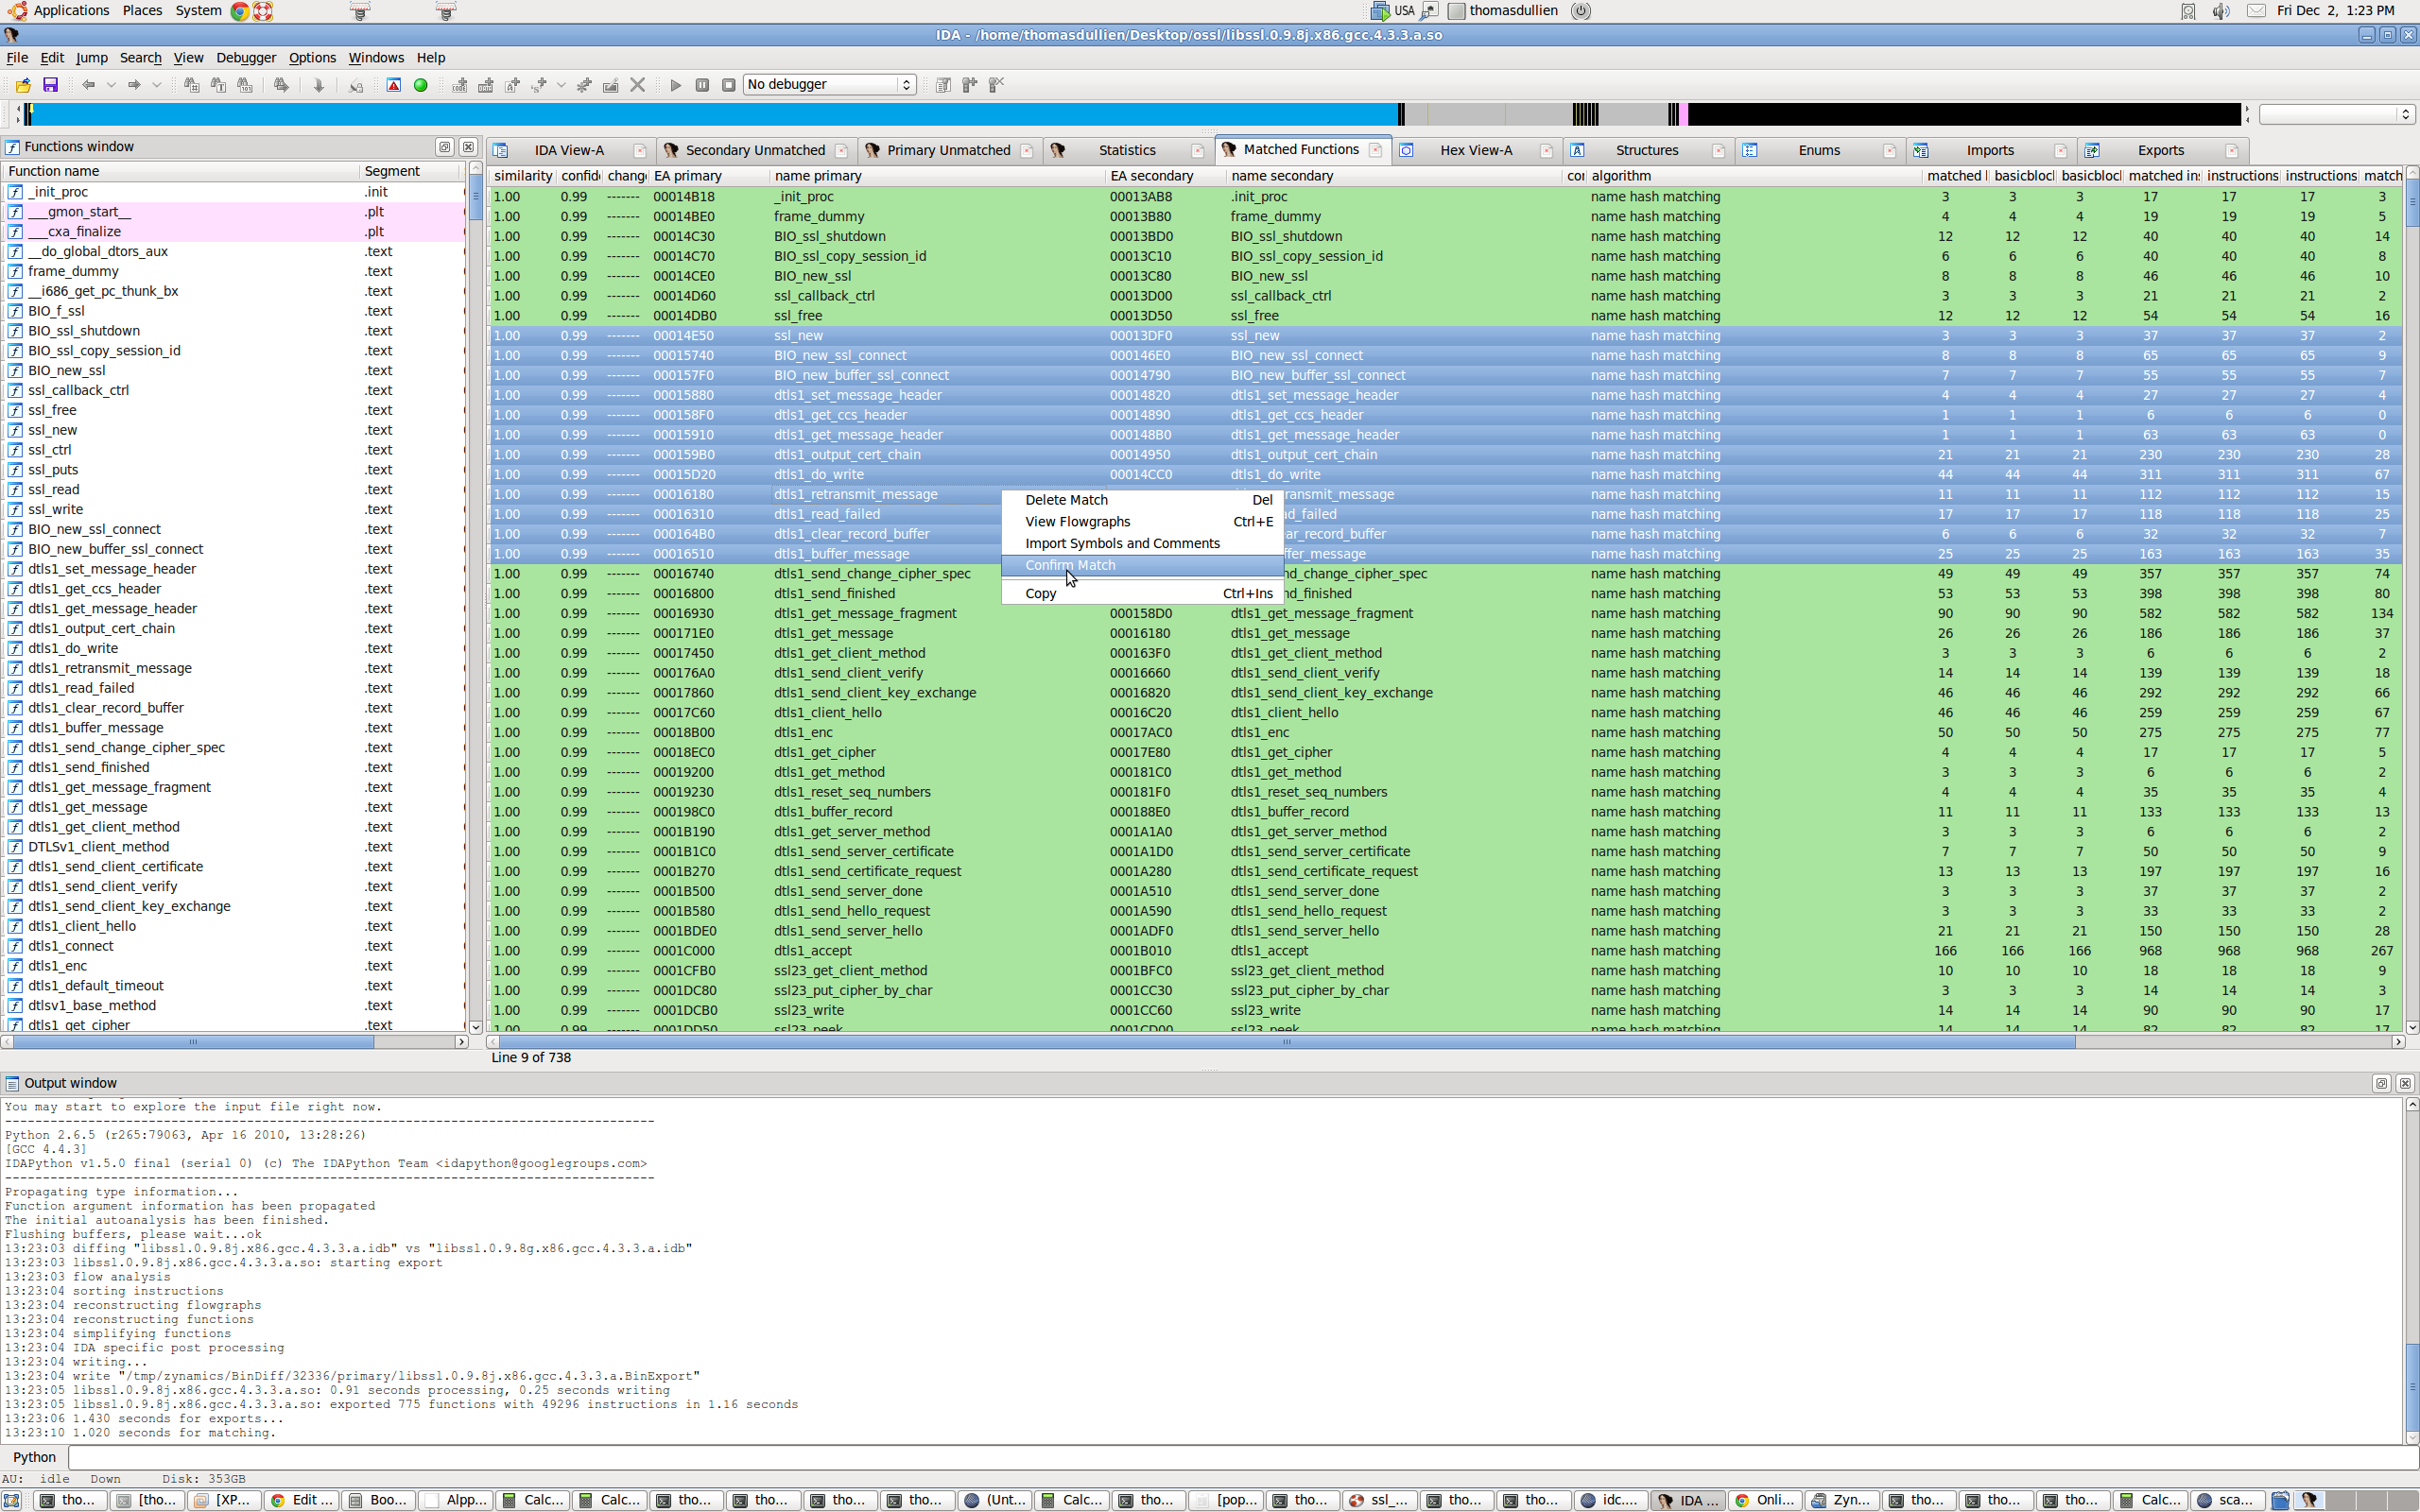 Applications Places System USA thomasdullien Fri Dec 2, 1:23 PM
IDA - /home/thomasdullien/Desktop/ossl/libssl.0.9.8j.x86.gcc.4.3.3.a.so
File Edit Jump Search View Debugger Options Windows Help
No debugger
Functions window
Function name Segment
_init_proc .init
___gmon_start__ .plt
___cxa_finalize .plt
__do_global_dtors_aux .text
frame_dummy .text
__i686_get_pc_thunk_bx .text
BIO_f_ssl .text
BIO_ssl_shutdown .text
BIO_ssl_copy_session_id .text
BIO_new_ssl .text
ssl_callback_ctrl .text
ssl_free .text
ssl_new .text
ssl_ctrl .text
ssl_puts .text
ssl_read .text
ssl_write .text
BIO_new_ssl_connect .text
BIO_new_buffer_ssl_connect .text
dtls1_set_message_header .text
dtls1_get_ccs_header .text
dtls1_get_message_header .text
dtls1_output_cert_chain .text
dtls1_do_write .text
dtls1_retransmit_message .text
dtls1_read_failed .text
dtls1_clear_record_buffer .text
dtls1_buffer_message .text
dtls1_send_change_cipher_spec .text
dtls1_send_finished .text
dtls1_get_message_fragment .text
dtls1_get_message .text
dtls1_get_client_method .text
DTLSv1_client_method .text
dtls1_send_client_certificate .text
dtls1_send_client_verify .text
dtls1_send_client_key_exchange .text
dtls1_client_hello .text
dtls1_connect .text
dtls1_enc .text
dtls1_default_timeout .text
dtlsv1_base_method .text
dtls1_get_cipher .text
IDA View-A Secondary Unmatched Primary Unmatched Statistics Matched Functions Hex View-A Structures Enums Imports Exports
similarity confide change EA primary name primary EA secondary name secondary cor algorithm matched basicblocl basicblocl matched in: instructions instructions match
1.00 0.99 ------- 00014B18 _init_proc 00013AB8 .init_proc name hash matching 3 3 3 17 17 17 3
1.00 0.99 ------- 00014BE0 frame_dummy 00013B80 frame_dummy name hash matching 4 4 4 19 19 19 5
1.00 0.99 ------- 00014C30 BIO_ssl_shutdown 00013BD0 BIO_ssl_shutdown name hash matching 12 12 12 40 40 40 14
1.00 0.99 ------- 00014C70 BIO_ssl_copy_session_id 00013C10 BIO_ssl_copy_session_id name hash matching 6 6 6 40 40 40 8
1.00 0.99 ------- 00014CE0 BIO_new_ssl 00013C80 BIO_new_ssl name hash matching 8 8 8 46 46 46 10
1.00 0.99 ------- 00014D60 ssl_callback_ctrl 00013D00 ssl_callback_ctrl name hash matching 3 3 3 21 21 21 2
1.00 0.99 ------- 00014DB0 ssl_free 00013D50 ssl_free name hash matching 12 12 12 54 54 54 16
1.00 0.99 ------- 00014E50 ssl_new 00013DF0 ssl_new name hash matching 3 3 3 37 37 37 2
1.00 0.99 ------- 00015740 BIO_new_ssl_connect 000146E0 BIO_new_ssl_connect name hash matching 8 8 8 65 65 65 9
1.00 0.99 ------- 000157F0 BIO_new_buffer_ssl_connect 00014790 BIO_new_buffer_ssl_connect name hash matching 7 7 7 55 55 55 7
1.00 0.99 ------- 00015880 dtls1_set_message_header 00014820 dtls1_set_message_header name hash matching 4 4 4 27 27 27 4
1.00 0.99 ------- 000158F0 dtls1_get_ccs_header 00014890 dtls1_get_ccs_header name hash matching 1 1 1 6 6 6 0
1.00 0.99 ------- 00015910 dtls1_get_message_header 000148B0 dtls1_get_message_header name hash matching 1 1 1 63 63 63 0
1.00 0.99 ------- 000159B0 dtls1_output_cert_chain 00014950 dtls1_output_cert_chain name hash matching 21 21 21 230 230 230 28
1.00 0.99 ------- 00015D20 dtls1_do_write 00014CC0 dtls1_do_write name hash matching 44 44 44 311 311 311 67
1.00 0.99 ------- 00016180 dtls1_retransmit_message ransmit_message name hash matching 11 11 11 112 112 112 15
1.00 0.99 ------- 00016310 dtls1_read_failed ad_failed name hash matching 17 17 17 118 118 118 25
1.00 0.99 ------- 000164B0 dtls1_clear_record_buffer ear_record_buffer name hash matching 6 6 6 32 32 32 7
1.00 0.99 ------- 00016510 dtls1_buffer_message ffer_message name hash matching 25 25 25 163 163 163 35
1.00 0.99 ------- 00016740 dtls1_send_change_cipher_spec nd_change_cipher_spec name hash matching 49 49 49 357 357 357 74
1.00 0.99 ------- 00016800 dtls1_send_finished nd_finished name hash matching 53 53 53 398 398 398 80
1.00 0.99 ------- 00016930 dtls1_get_message_fragment 000158D0 dtls1_get_message_fragment name hash matching 90 90 90 582 582 582 134
1.00 0.99 ------- 000171E0 dtls1_get_message 00016180 dtls1_get_message name hash matching 26 26 26 186 186 186 37
1.00 0.99 ------- 00017450 dtls1_get_client_method 000163F0 dtls1_get_client_method name hash matching 3 3 3 6 6 6 2
1.00 0.99 ------- 000176A0 dtls1_send_client_verify 00016660 dtls1_send_client_verify name hash matching 14 14 14 139 139 139 18
1.00 0.99 ------- 00017860 dtls1_send_client_key_exchange 00016820 dtls1_send_client_key_exchange name hash matching 46 46 46 292 292 292 66
1.00 0.99 ------- 00017C60 dtls1_client_hello 00016C20 dtls1_client_hello name hash matching 46 46 46 259 259 259 67
1.00 0.99 ------- 00018B00 dtls1_enc 00017AC0 dtls1_enc name hash matching 50 50 50 275 275 275 77
1.00 0.99 ------- 00018EC0 dtls1_get_cipher 00017E80 dtls1_get_cipher name hash matching 4 4 4 17 17 17 5
1.00 0.99 ------- 00019200 dtls1_get_method 000181C0 dtls1_get_method name hash matching 3 3 3 6 6 6 2
1.00 0.99 ------- 00019230 dtls1_reset_seq_numbers 000181F0 dtls1_reset_seq_numbers name hash matching 4 4 4 35 35 35 4
1.00 0.99 ------- 000198C0 dtls1_buffer_record 000188E0 dtls1_buffer_record name hash matching 11 11 11 133 133 133 13
1.00 0.99 ------- 0001B190 dtls1_get_server_method 0001A1A0 dtls1_get_server_method name hash matching 3 3 3 6 6 6 2
1.00 0.99 ------- 0001B1C0 dtls1_send_server_certificate 0001A1D0 dtls1_send_server_certificate name hash matching 7 7 7 50 50 50 9
1.00 0.99 ------- 0001B270 dtls1_send_certificate_request 0001A280 dtls1_send_certificate_request name hash matching 13 13 13 197 197 197 16
1.00 0.99 ------- 0001B500 dtls1_send_server_done 0001A510 dtls1_send_server_done name hash matching 3 3 3 37 37 37 2
1.00 0.99 ------- 0001B580 dtls1_send_hello_request 0001A590 dtls1_send_hello_request name hash matching 3 3 3 33 33 33 2
1.00 0.99 ------- 0001BDE0 dtls1_send_server_hello 0001ADF0 dtls1_send_server_hello name hash matching 21 21 21 150 150 150 28
1.00 0.99 ------- 0001C000 dtls1_accept 0001B010 dtls1_accept name hash matching 166 166 166 968 968 968 267
1.00 0.99 ------- 0001CFB0 ssl23_get_client_method 0001BFC0 ssl23_get_client_method name hash matching 10 10 10 18 18 18 9
1.00 0.99 ------- 0001DC80 ssl23_put_cipher_by_char 0001CC30 ssl23_put_cipher_by_char name hash matching 3 3 3 14 14 14 3
1.00 0.99 ------- 0001DCB0 ssl23_write 0001CC60 ssl23_write name hash matching 14 14 14 90 90 90 17
1.00 0.99 ------- 0001DD50 ssl23_peek 0001CD00 ssl23_peek name hash matching 14 14 14 82 82 82 17
Delete Match Del
View Flowgraphs Ctrl+E
Import Symbols and Comments
Confirm Match
Copy Ctrl+Ins
Line 9 of 738
Output window
You may start to explore the input file right now.
Python 2.6.5 (r265:79063, Apr 16 2010, 13:28:26)
[GCC 4.4.3]
IDAPython v1.5.0 final (serial 0) (c) The IDAPython Team <idapython@googlegroups.com>
Propagating type information...
Function argument information has been propagated
The initial autoanalysis has been finished.
Flushing buffers, please wait...ok
13:23:03 diffing "libssl.0.9.8j.x86.gcc.4.3.3.a.idb" vs "libssl.0.9.8g.x86.gcc.4.3.3.a.idb"
13:23:03 libssl.0.9.8j.x86.gcc.4.3.3.a.so: starting export
13:23:03 flow analysis
13:23:04 sorting instructions
13:23:04 reconstructing flowgraphs
13:23:04 reconstructing functions
13:23:04 simplifying functions
13:23:04 IDA specific post processing
13:23:04 writing...
13:23:04 write "/tmp/zynamics/BinDiff/32336/primary/libssl.0.9.8j.x86.gcc.4.3.3.a.BinExport"
13:23:05 libssl.0.9.8j.x86.gcc.4.3.3.a.so: 0.91 seconds processing, 0.25 seconds writing
13:23:05 libssl.0.9.8j.x86.gcc.4.3.3.a.so: exported 775 functions with 49296 instructions in 1.16 seconds
13:23:06 1.430 seconds for exports...
13:23:10 1.020 seconds for matching.
Python
AU: idle Down Disk: 353GB
tho... [tho... [XP... Edit ... Boo... Alpp... Calc... Calc... tho... tho... tho... tho... (Unt... Calc... tho... [pop... tho... ssl_... tho... tho... idc.... IDA ... Onli... Zyn... tho... tho... tho... Calc... sca...